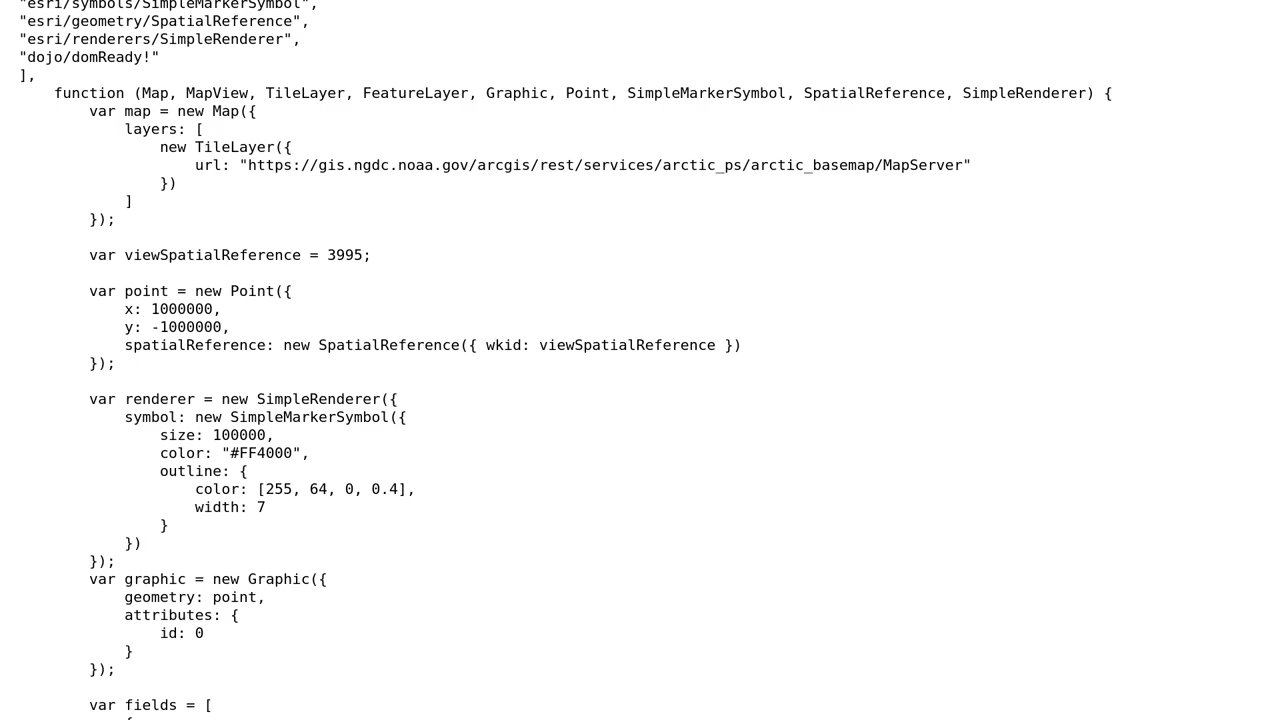 "esri/symbols/SimpleMarkerSymbol",
"esri/geometry/SpatialReference",
"esri/renderers/SimpleRenderer",
"dojo/domReady!"
],
    function (Map, MapView, TileLayer, FeatureLayer, Graphic, Point, SimpleMarkerSymbol, SpatialReference, SimpleRenderer) {
        var map = new Map({
            layers: [
                new TileLayer({
                    url: "https://gis.ngdc.noaa.gov/arcgis/rest/services/arctic_ps/arctic_basemap/MapServer"
                })
            ]
        });

        var viewSpatialReference = 3995;

        var point = new Point({
            x: 1000000,
            y: -1000000,
            spatialReference: new SpatialReference({ wkid: viewSpatialReference })
        });

        var renderer = new SimpleRenderer({
            symbol: new SimpleMarkerSymbol({
                size: 100000,
                color: "#FF4000",
                outline: {
                    color: [255, 64, 0, 0.4],
                    width: 7
                }
            })
        });
        var graphic = new Graphic({
            geometry: point,
            attributes: {
                id: 0
            }
        });

        var fields = [